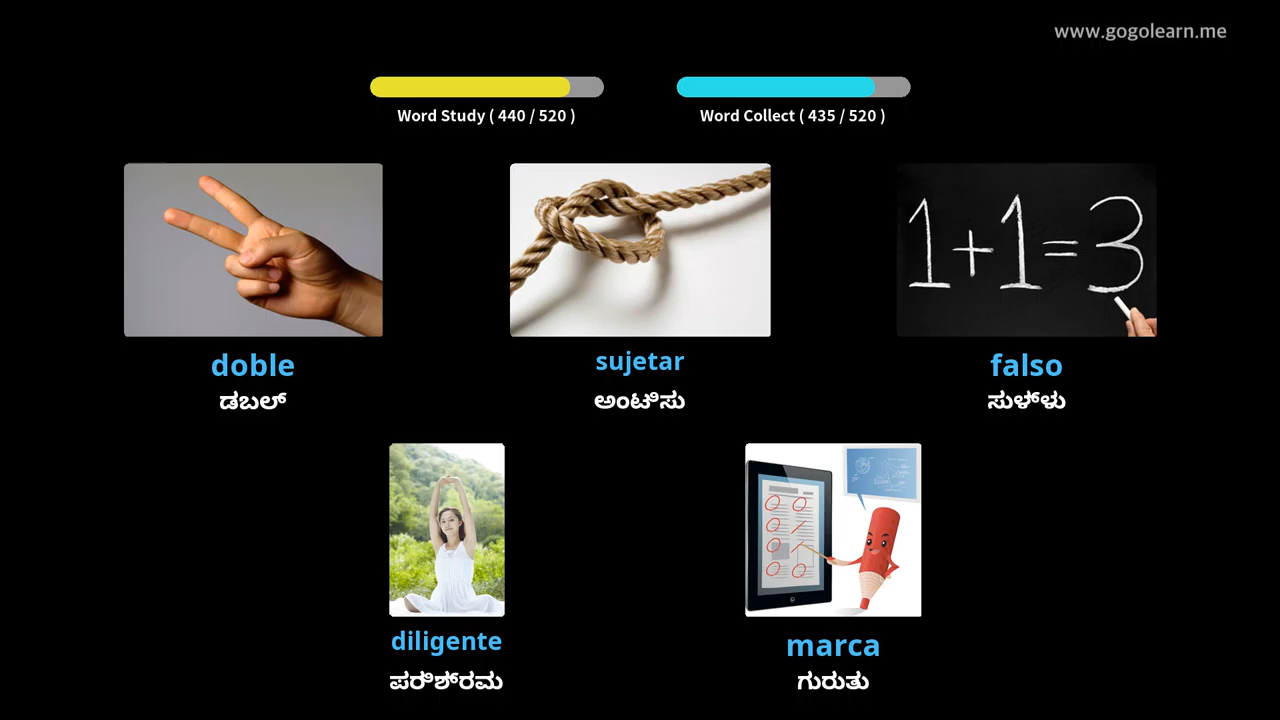 www.gogolearn.me
Word Study ( 440 / 520 )
Word Collect ( 435 / 520 )
1+1=3
doble
sujetar
falso
ಡಬಲ್
ಅಂಟಿಸು
ಸುಳ್ಳು
diligente
marca
ಪರಿಶ್ರಮ
ಗುರುತು